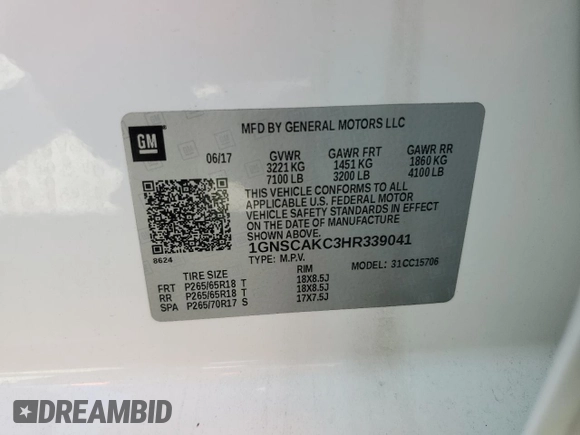 GM
MFD BY GENERAL MOTORS LLC
06/17 GVWR GAWR FRT GAWR RR
3221 KG 1451 KG 1860 KG
7100 LB 3200 LB 4100 LB
THIS VEHICLE CONFORMS TO ALL
APPLICABLE U.S. FEDERAL MOTOR
VEHICLE SAFETY STANDARDS IN EFFECT
ON THE DATE OF MANUFACTURE SHOWN ABOVE.
1GNSCAKC3HR339041
8624
TYPE: M.P.V. MODEL: 31CC15706
TIRE SIZE RIM
FRT P265/65R18 T 18X8.5J
RR P265/65R18 T 18X8.5J
SPA P265/70R17 S 17X7.5J
DREAMBID